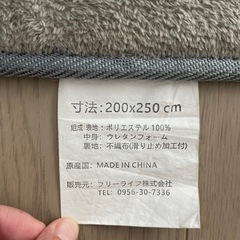 寸法:200x250 cm
組成 表地:ポリエステル100%
中材:ウレタンフォーム
裏地:不織布(滑り止め加工付)
原産国:MADE IN CHINA
販売元:フリーライフ株式会社
TEL:0956-30-7336